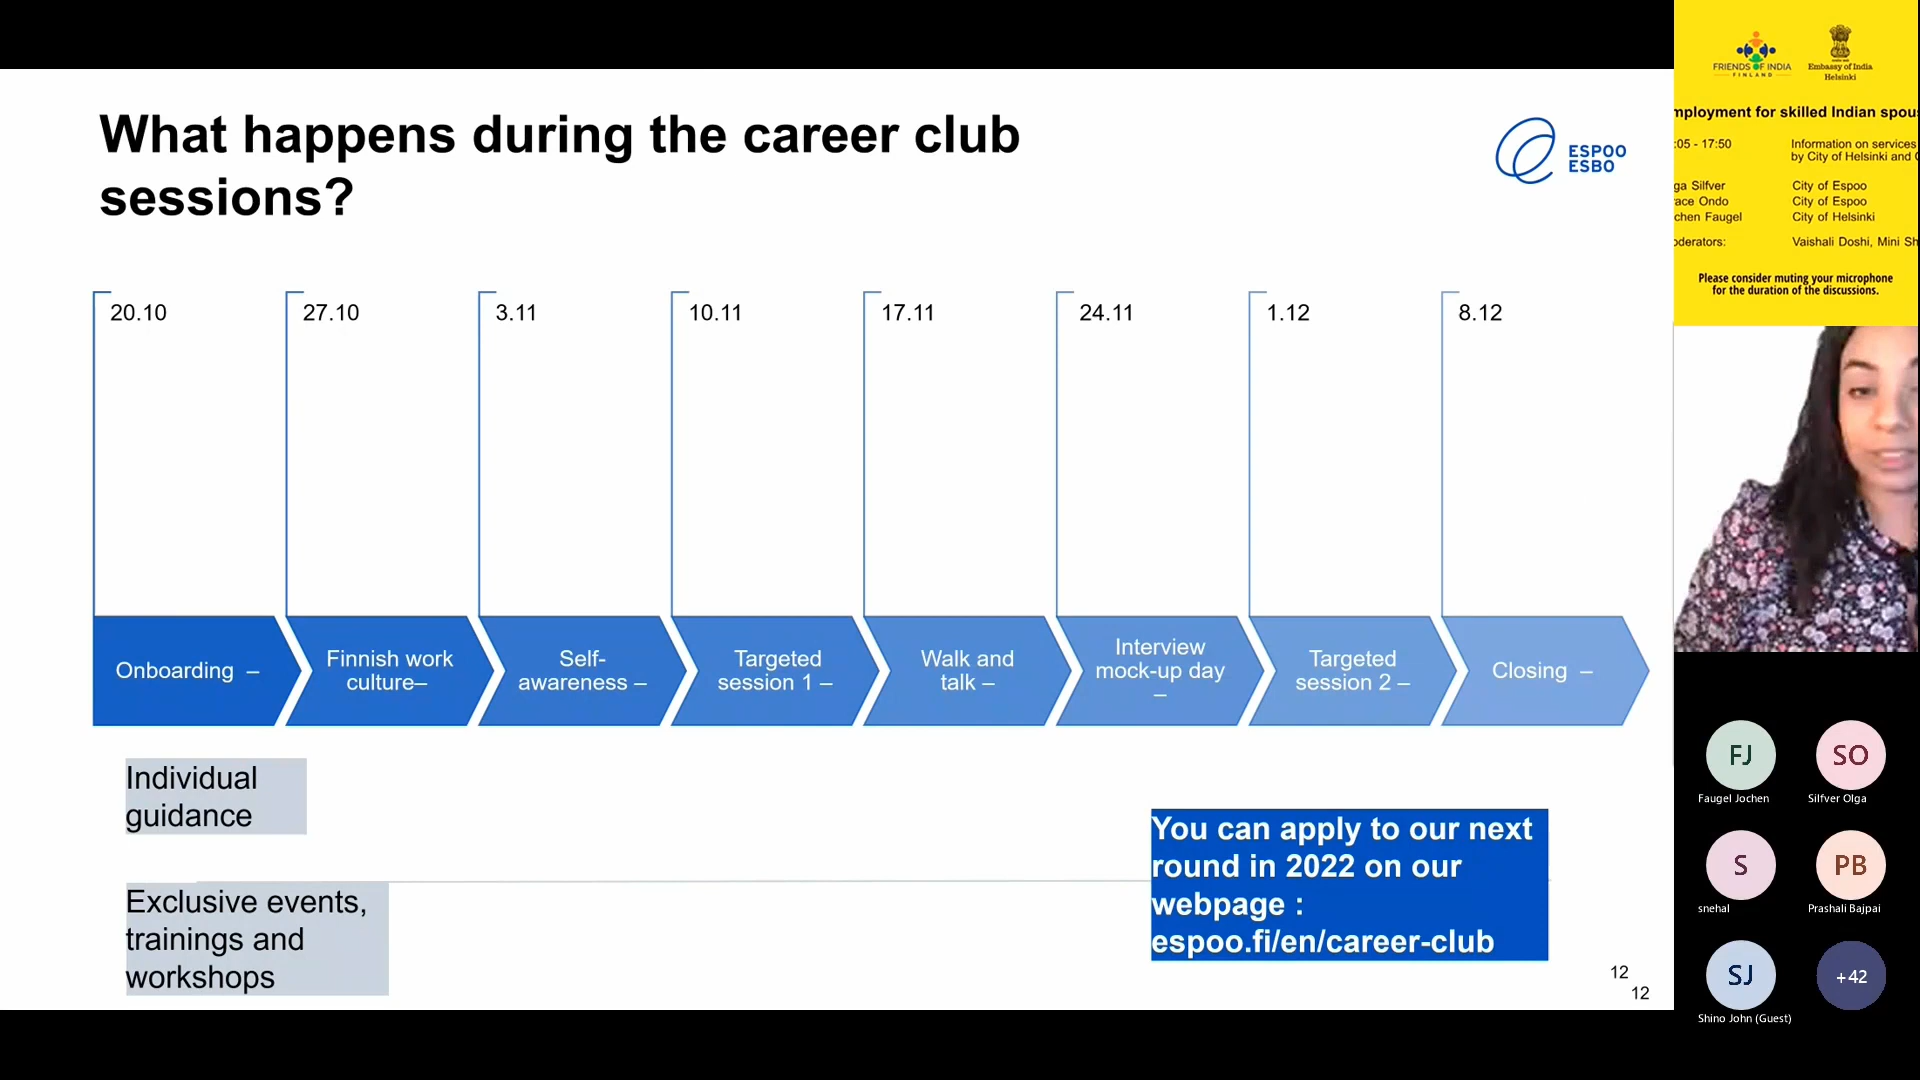 What happens during the career club
sessions?
ESPOO
ESBO
20.10
27.10
3.11
10.11
17.11
24.11
1.12
8.12
Onboarding –
Finnish work
culture–
Self-
awareness –
Targeted
session 1 –
Walk and
talk –
Interview
mock-up day
–
Targeted
session 2 –
Closing –
Individual
guidance
Exclusive events,
trainings and
workshops
You can apply to our next
round in 2022 on our
webpage :
espoo.fi/en/career-club
12
12
FRIENDS OF INDIA
FINLAND
Embassy of India
Helsinki
mployment for skilled Indian spou
:05 - 17:50
Information on services
by City of Helsinki and
ga Silfver
City of Espoo
ace Ondo
City of Espoo
chen Faugel
City of Helsinki
oderators:
Vaishali Doshi, Mini Sh
Please consider muting your microphone
for the duration of the discussions.
FJ
Faugel Jochen
SO
Silfver Olga
S
snehal
PB
Prashali Bajpai
SJ
Shino John (Guest)
+42